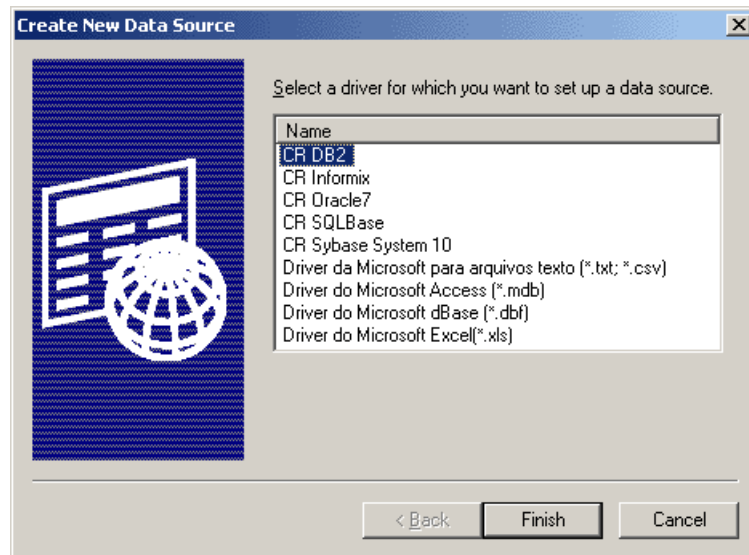 Create New Data Source
Select a driver for which you want to set up a data source.
Name
CR DB2
CR Informix
CR Oracle7
CR SQLBase
CR Sybase System 10
Driver da Microsoft para arquivos texto (*.txt; *.csv)
Driver do Microsoft Access (*.mdb)
Driver do Microsoft dBase (*.dbf)
Driver do Microsoft Excel(*.xls)
< Back
Finish
Cancel